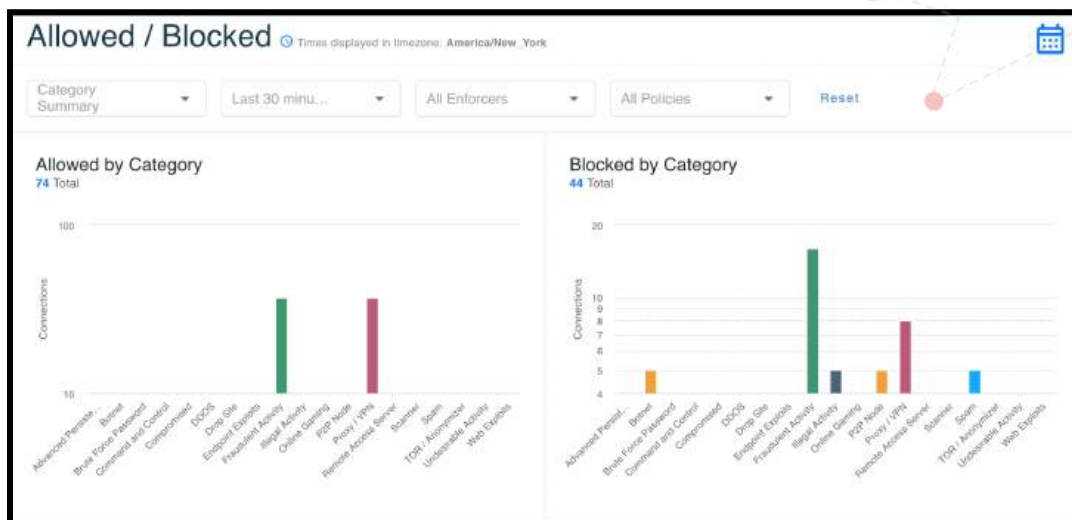 Allowed / Blocked Times displayed in timezone: America/New_York
Category Summary
Last 30 minu...
All Enforcers
All Policies
Reset
Allowed by Category
74 Total
100
Connections
10
Advanced Persiste...
Botnet
Brute Force Password
Command and Control
Compromised
DDOS
Drop Site
Endpoint Exploits
Fraudulent Activity
Illegal Activity
Online Gaming
P2P Node
Proxy / VPN
Remote Access Server
Scanner
Spam
TOR / Anonymizer
Undesirable Activity
Web Exploits
Blocked by Category
44 Total
20
10
9
8
7
6
5
4
Connections
Advanced Persist...
Botnet
Brute Force Password
Command and Control
Compromised
DDOS
Drop Site
Endpoint Exploits
Fraudulent Activity
Illegal Activity
Online Gaming
P2P Node
Proxy / VPN
Remote Access Server
Scanner
Spam
TOR / Anonymizer
Undesirable Activity
Web Exploits